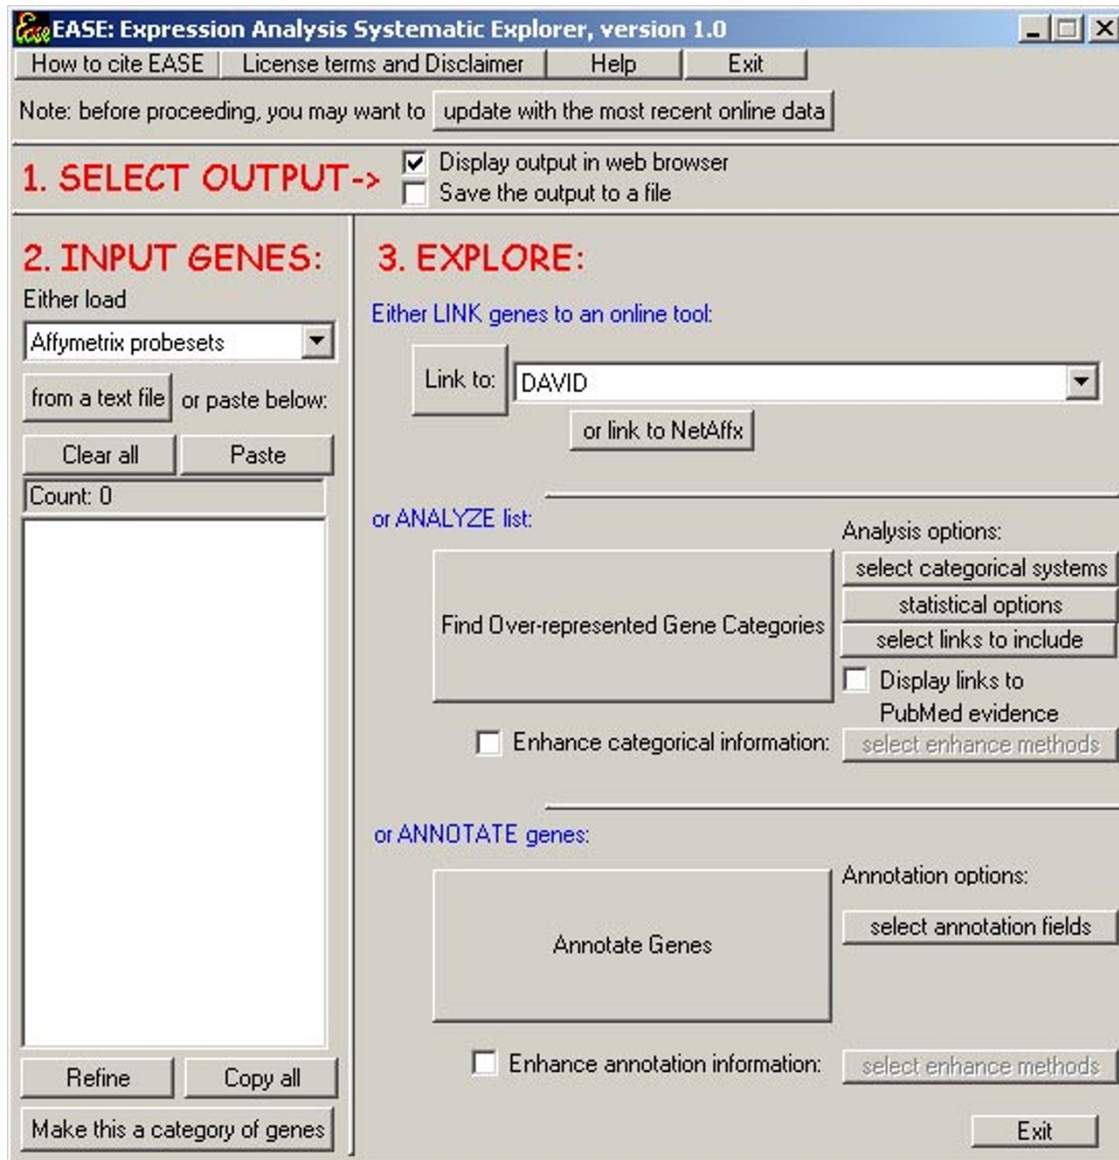 Ease EASE: Expression Analysis Systematic Explorer, version 1.0
How to cite EASE License terms and Disclaimer Help Exit
Note: before proceeding, you may want to update with the most recent online data
1. SELECT OUTPUT->
Display output in web browser
Save the output to a file
2. INPUT GENES:
Either load
Affymetrix probesets
from a text file or paste below:
Clear all Paste
Count: 0
Refine Copy all
Make this a category of genes
3. EXPLORE:
Either LINK genes to an online tool:
Link to: DAVID
or link to NetAffx
or ANALYZE list:
Find Over-represented Gene Categories
Analysis options:
select categorical systems
statistical options
select links to include
Display links to
PubMed evidence
Enhance categorical information: select enhance methods
or ANNOTATE genes:
Annotate Genes
Annotation options:
select annotation fields
Enhance annotation information: select enhance methods
Exit